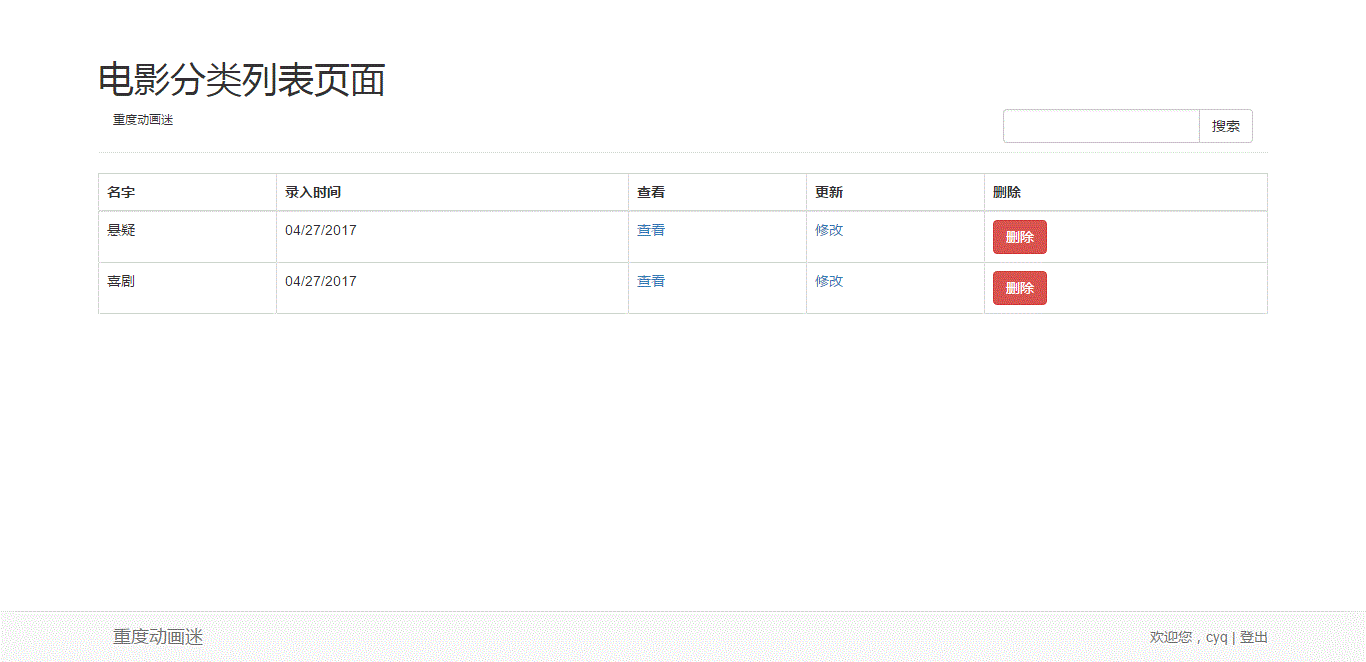 电影分类列表页面
重度动画迷 搜索
名字 录入时间 查看 更新 删除
悬疑 04/27/2017 查看 修改 删除
喜剧 04/27/2017 查看 修改 删除
重度动画迷 欢迎您，cyq | 登出